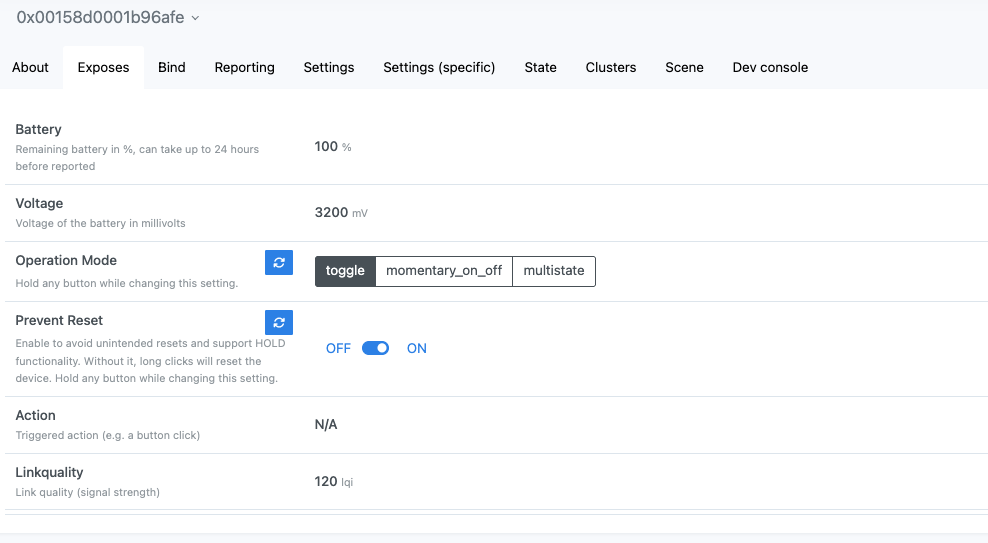 0x00158d0001b96afe
About Exposes Bind Reporting Settings Settings (specific) State Clusters Scene Dev console
Battery
Remaining battery in %, can take up to 24 hours
before reported
100 %
Voltage
Voltage of the battery in millivolts
3200 mV
Operation Mode
Hold any button while changing this setting.
toggle momentary_on_off multistate
Prevent Reset
Enable to avoid unintended resets and support HOLD
functionality. Without it, long clicks will reset the
device. Hold any button while changing this setting.
OFF ON
Action
Triggered action (e.g. a button click)
N/A
Linkquality
Link quality (signal strength)
120 lqi